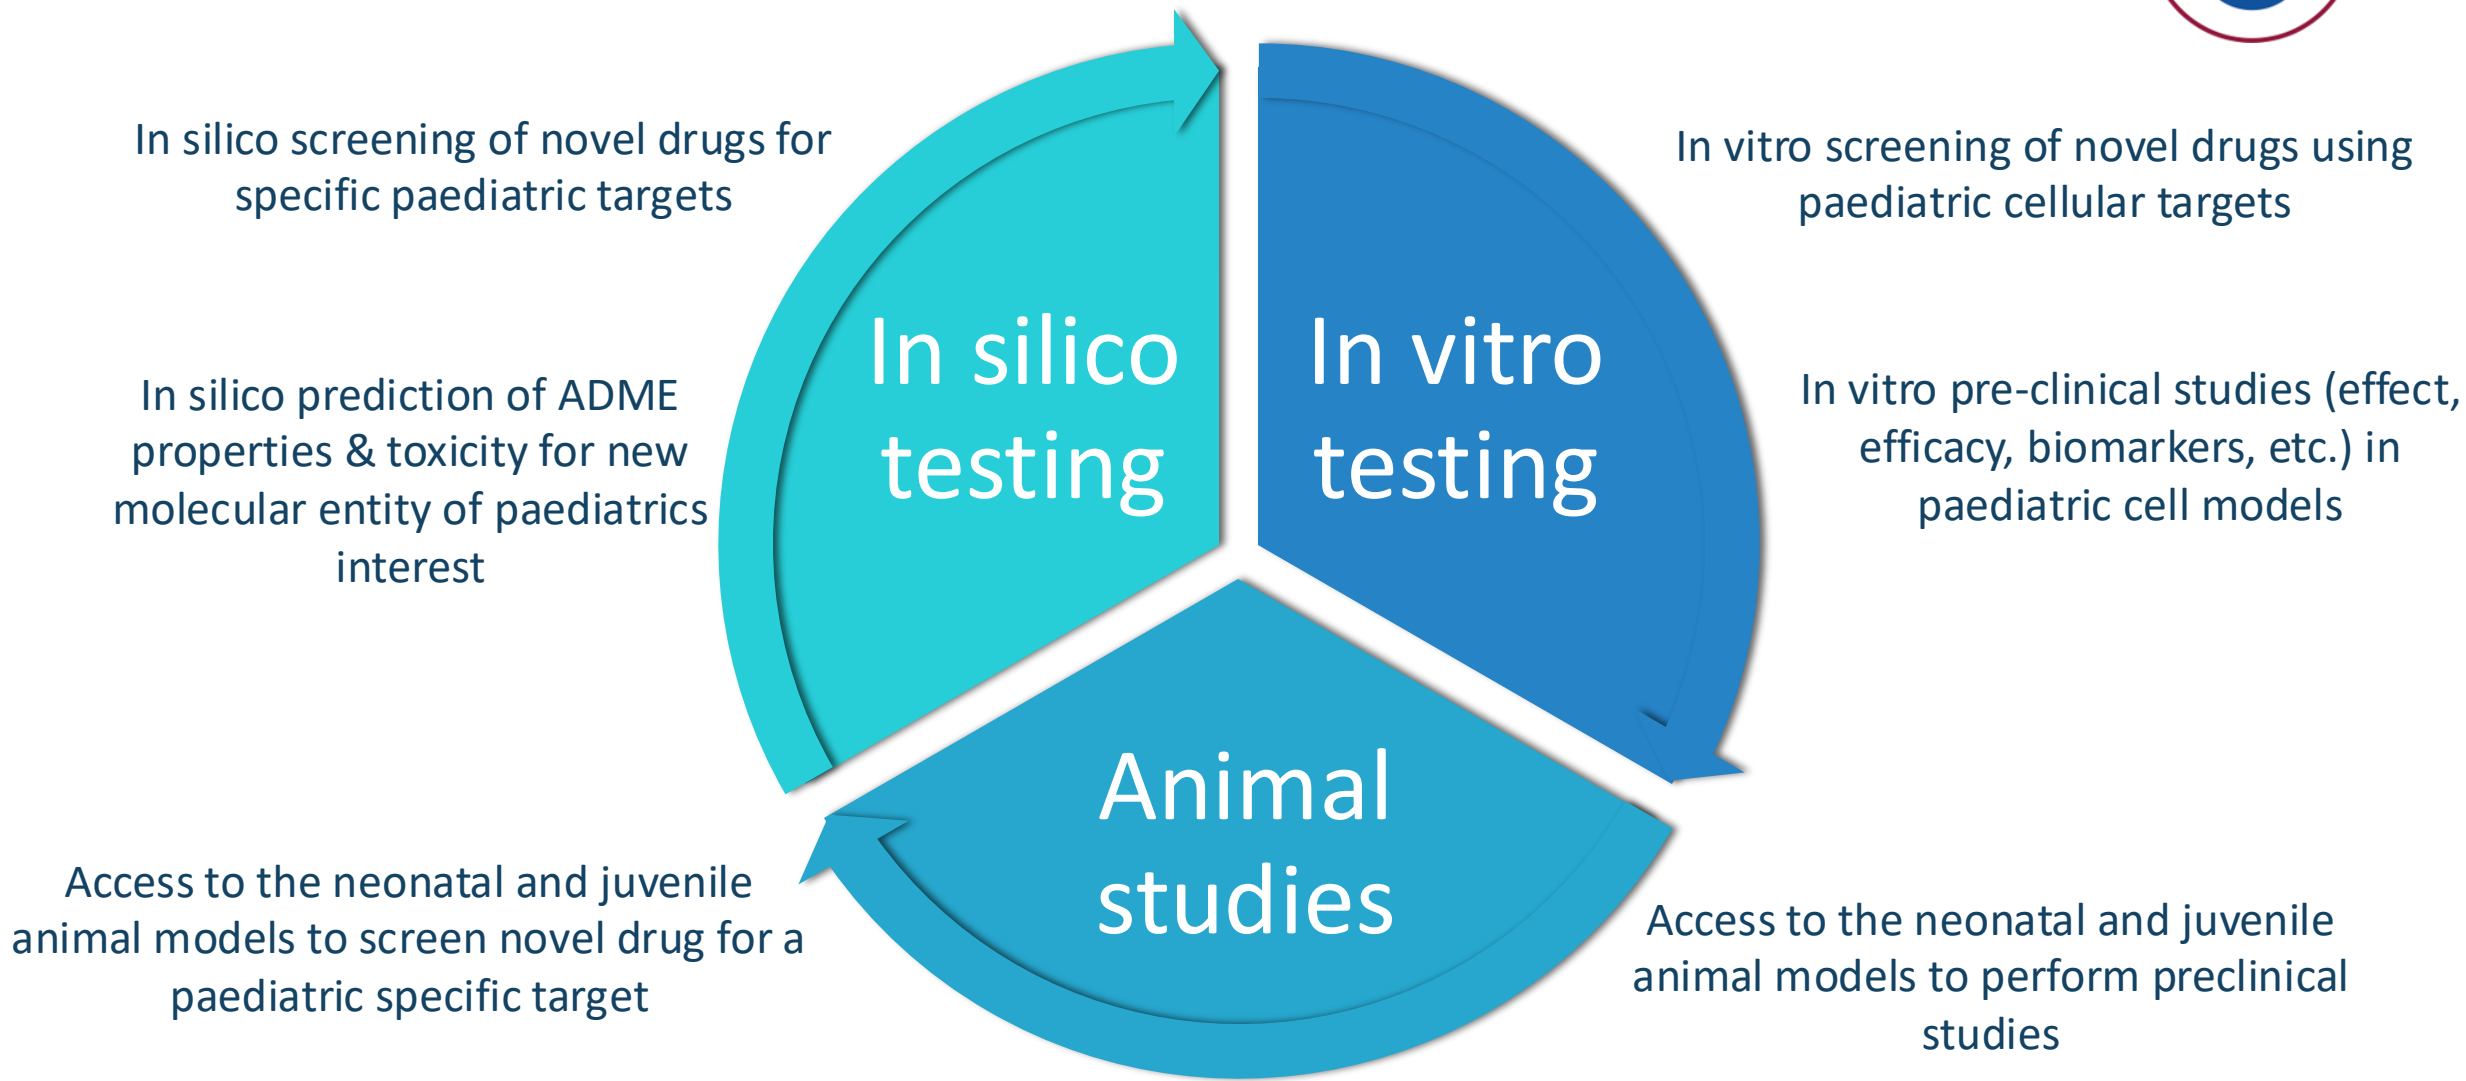 In silico screening of novel drugs for
specific paediatric targets
In silico prediction of ADME
properties & toxicity for new
molecular entity of paediatrics
interest
Access to the neonatal and juvenile
animal models to screen novel drug for a
paediatric specific target
In silico
testing
In vitro
testing
Animal
studies
In vitro screening of novel drugs using
paediatric cellular targets
In vitro pre-clinical studies (effect,
efficacy, biomarkers, etc.) in
paediatric cell models
Access to the neonatal and juvenile
animal models to perform preclinical
studies